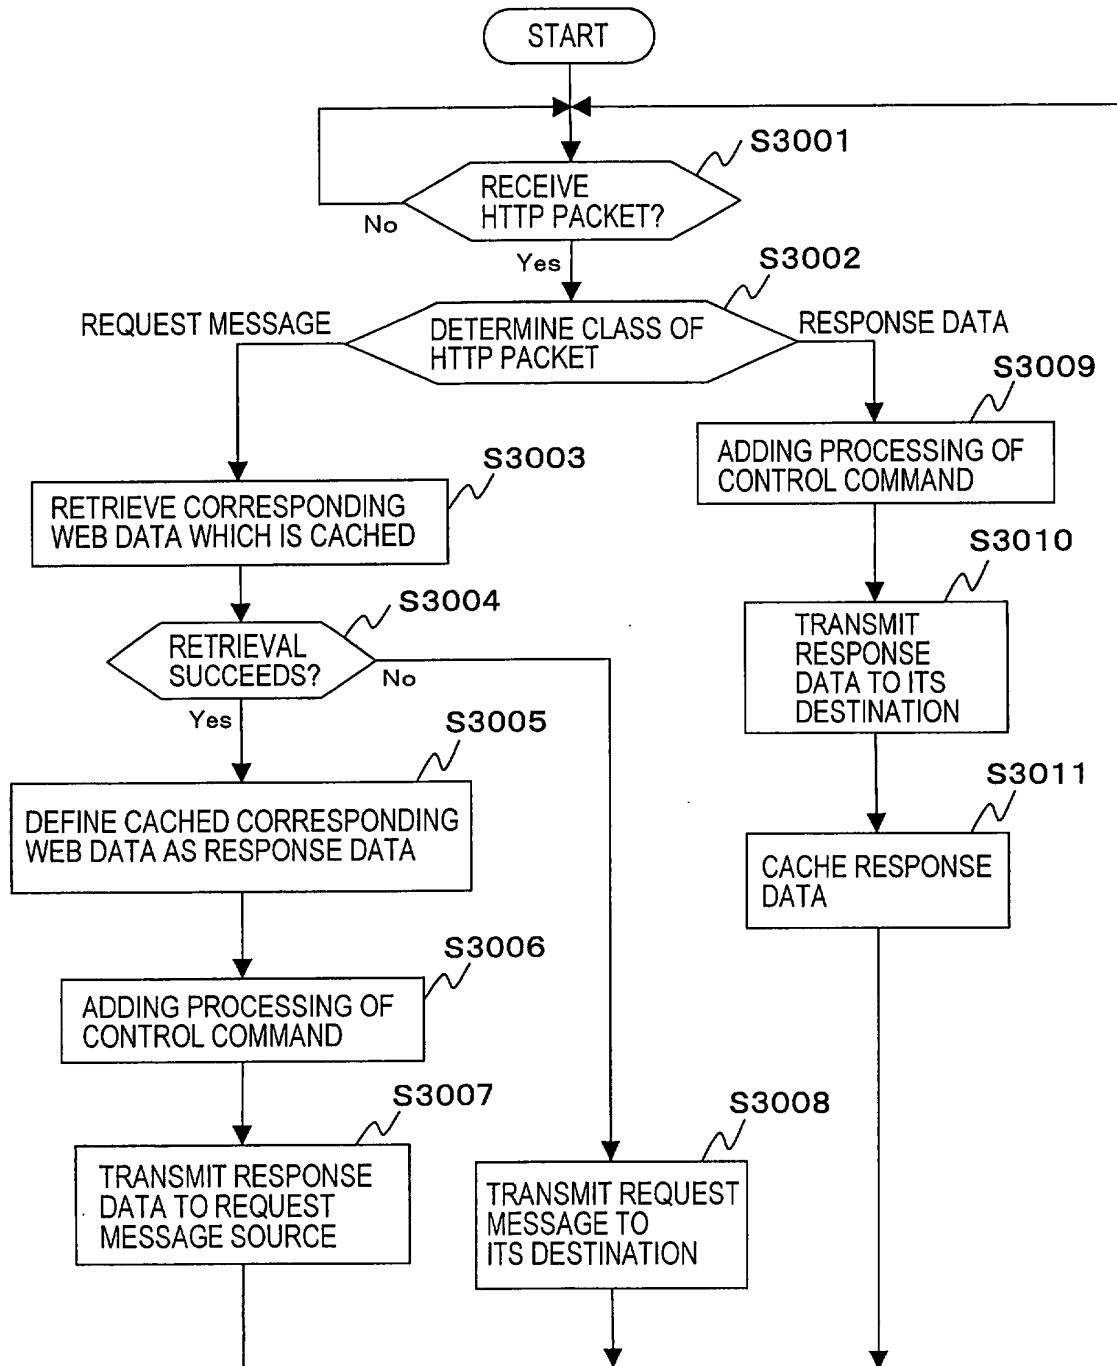 START
S3001
RECEIVE
HTTP PACKET?
No
Yes
S3002
REQUEST MESSAGE
DETERMINE CLASS OF
HTTP PACKET
RESPONSE DATA
S3009
ADDING PROCESSING OF
CONTROL COMMAND
S3003
RETRIEVE CORRESPONDING
WEB DATA WHICH IS CACHED
S3010
TRANSMIT
RESPONSE
DATA TO ITS
DESTINATION
S3004
RETRIEVAL
SUCCEEDS?
No
Yes
S3005
DEFINE CACHED CORRESPONDING
WEB DATA AS RESPONSE DATA
S3011
CACHE RESPONSE
DATA
S3006
ADDING PROCESSING OF
CONTROL COMMAND
S3007
TRANSMIT RESPONSE
DATA TO REQUEST
MESSAGE SOURCE
S3008
TRANSMIT REQUEST
MESSAGE TO
ITS DESTINATION